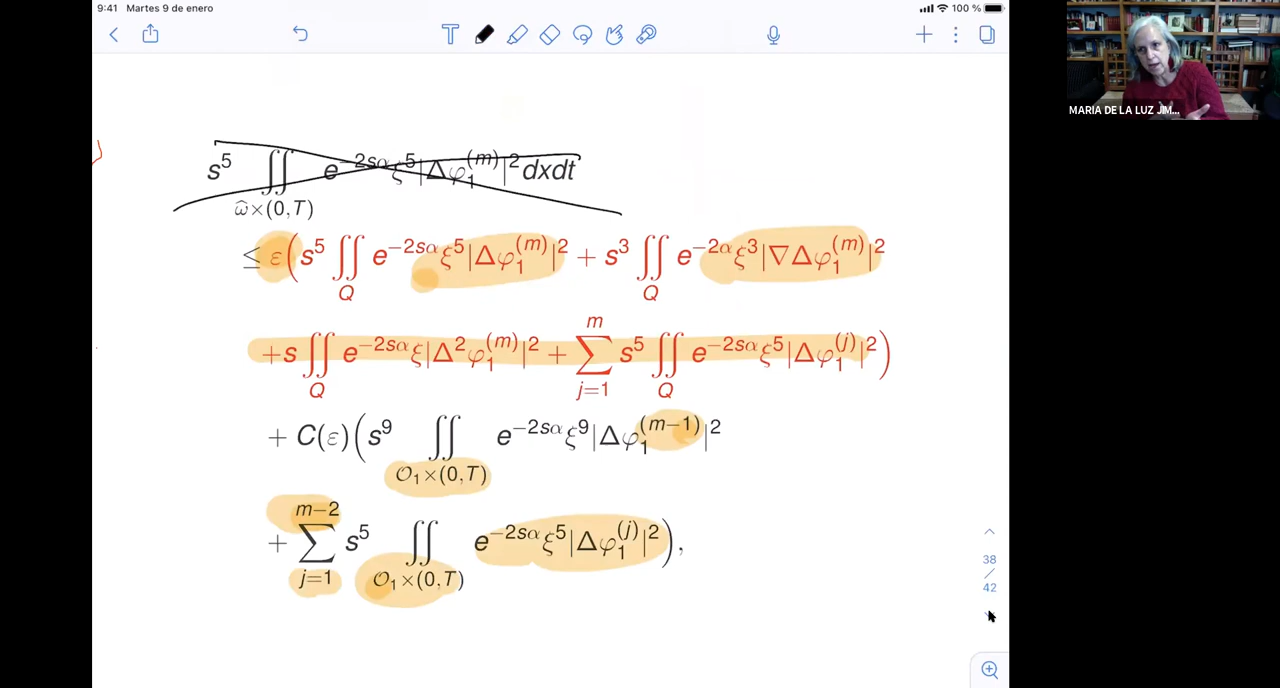 9:41 Martes 9 de enero 100 %
MARIA DE LA LUZ JIM...
s^5 ∬_{ω̂×(0,T)} e^{-2sα} ξ^5 |Δφ_1^{(m)}|^2 dxdt
≤ ε( s^5 ∬_Q e^{-2sα} ξ^5 |Δφ_1^{(m)}|^2 + s^3 ∬_Q e^{-2α} ξ^3 |∇Δφ_1^{(m)}|^2
+s ∬_Q e^{-2sα} ξ |Δ^2 φ_1^{(m)}|^2 + ∑_{j=1}^{m} s^5 ∬_Q e^{-2sα} ξ^5 |Δφ_1^{(j)}|^2 )
+ C(ε)( s^9 ∬_{𝒪_1×(0,T)} e^{-2sα} ξ^9 |Δφ_1^{(m-1)}|^2
+ ∑_{j=1}^{m-2} s^5 ∬_{𝒪_1×(0,T)} e^{-2sα} ξ^5 |Δφ_1^{(j)}|^2 ),
38
/
42